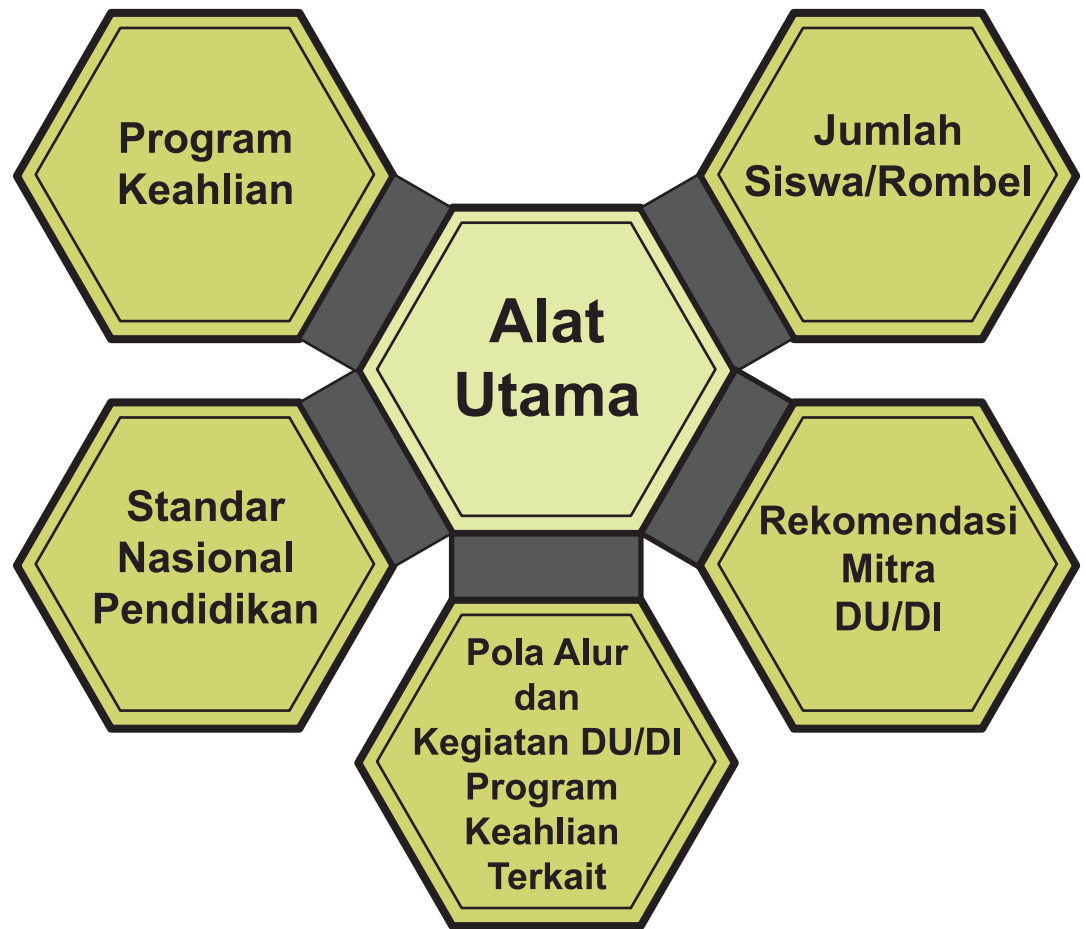 Program
Keahlian
Jumlah
Siswa/Rombel
Alat
Utama
Standar
Nasional
Pendidikan
Rekomendasi
Mitra
DU/DI
Pola Alur
dan
Kegiatan DU/DI
Program
Keahlian
Terkait